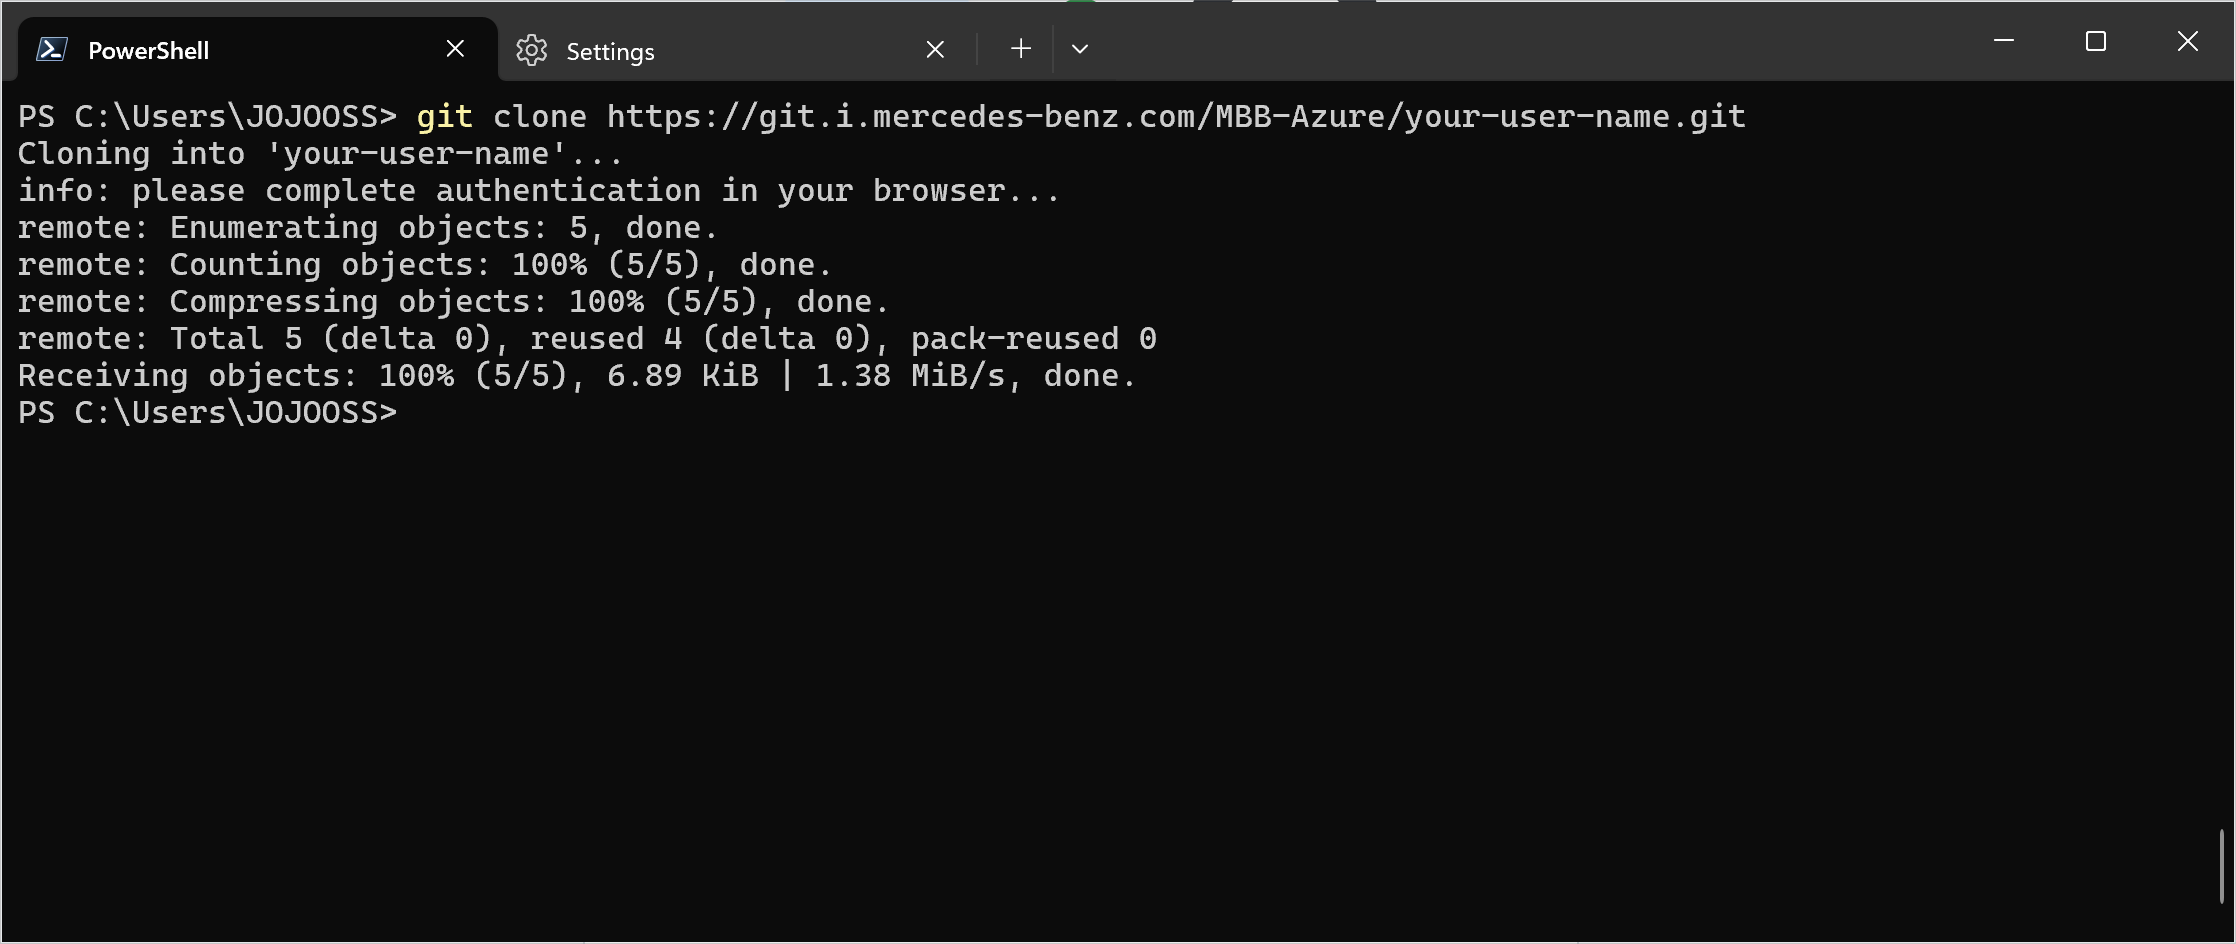 PowerShell
Settings
PS C:\Users\JOJOOSS> git clone https://git.i.mercedes-benz.com/MBB-Azure/your-user-name.git
Cloning into 'your-user-name'...
info: please complete authentication in your browser...
remote: Enumerating objects: 5, done.
remote: Counting objects: 100% (5/5), done.
remote: Compressing objects: 100% (5/5), done.
remote: Total 5 (delta 0), reused 4 (delta 0), pack-reused 0
Receiving objects: 100% (5/5), 6.89 KiB | 1.38 MiB/s, done.
PS C:\Users\JOJOOSS>